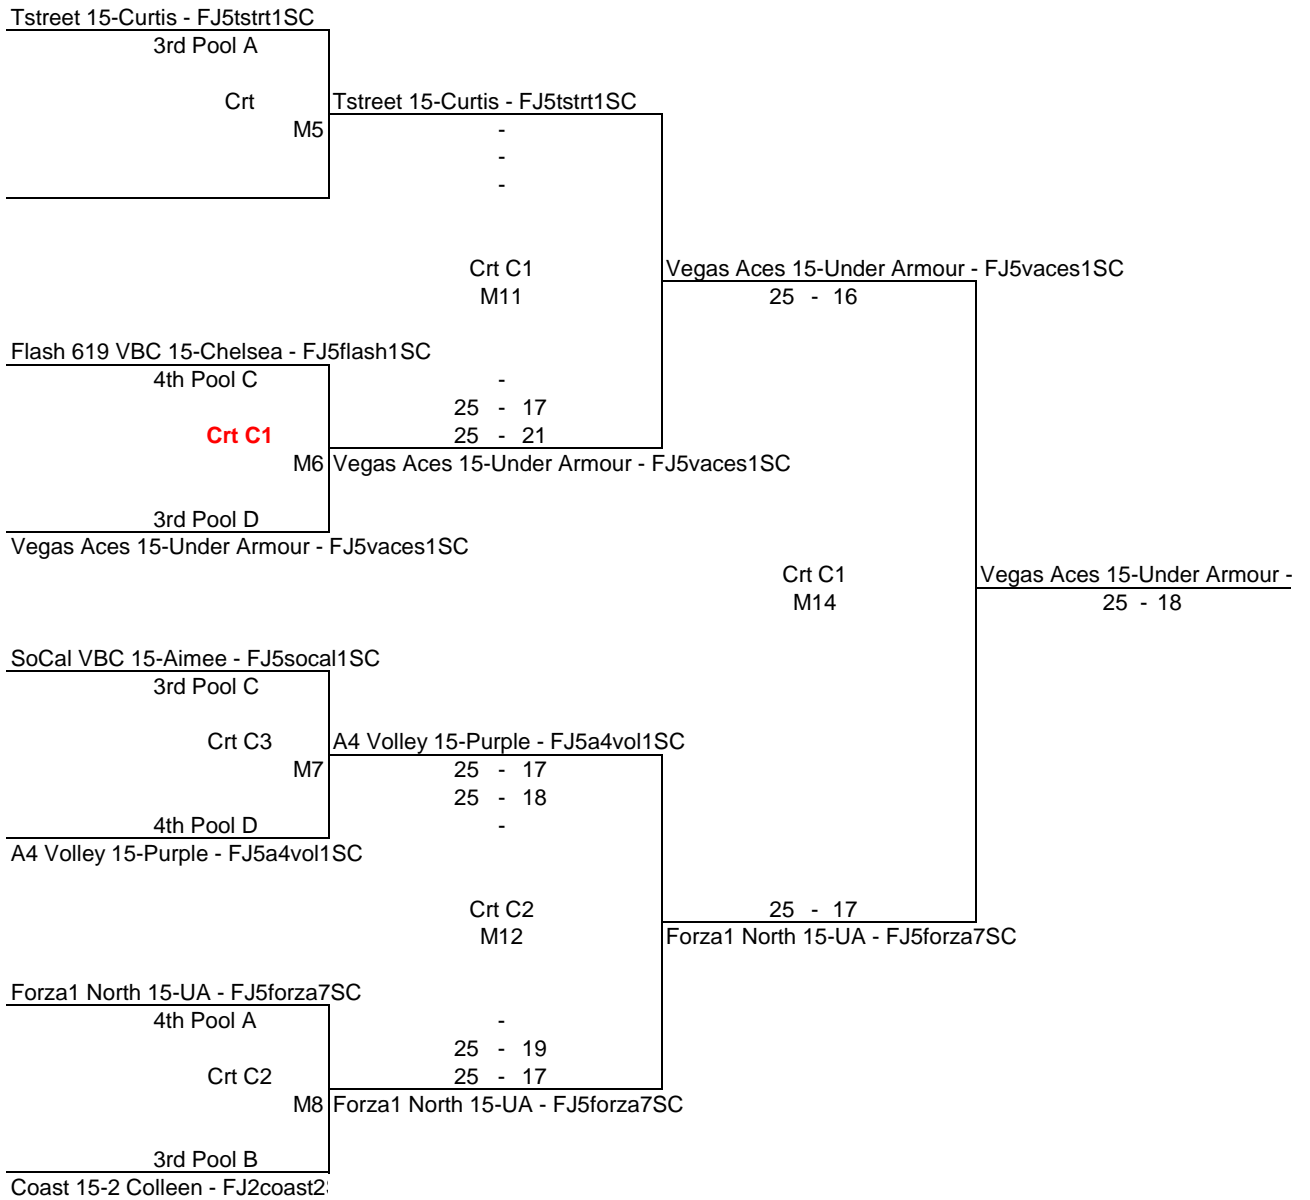 Tstreet 15-Curtis - FJ5tstrt1SC
3rd Pool A
Crt
Tstreet 15-Curtis - FJ5tstrt1SC
M5
-
-
-
Crt C1
Vegas Aces 15-Under Armour - FJ5vaces1SC
M11
25 - 16
Flash 619 VBC 15-Chelsea - FJ5flash1SC
4th Pool C
-
25 - 17
Crt C1
25 - 21
M6
Vegas Aces 15-Under Armour - FJ5vaces1SC
3rd Pool D
Vegas Aces 15-Under Armour - FJ5vaces1SC
Crt C1
Vegas Aces 15-Under Armour -
M14
25 - 18
SoCal VBC 15-Aimee - FJ5socal1SC
3rd Pool C
Crt C3
A4 Volley 15-Purple - FJ5a4vol1SC
M7
25 - 17
25 - 18
4th Pool D
-
A4 Volley 15-Purple - FJ5a4vol1SC
Crt C2
25 - 17
M12
Forza1 North 15-UA - FJ5forza7SC
Forza1 North 15-UA - FJ5forza7SC
4th Pool A
-
25 - 19
Crt C2
25 - 17
M8
Forza1 North 15-UA - FJ5forza7SC
3rd Pool B
Coast 15-2 Colleen - FJ2coast2